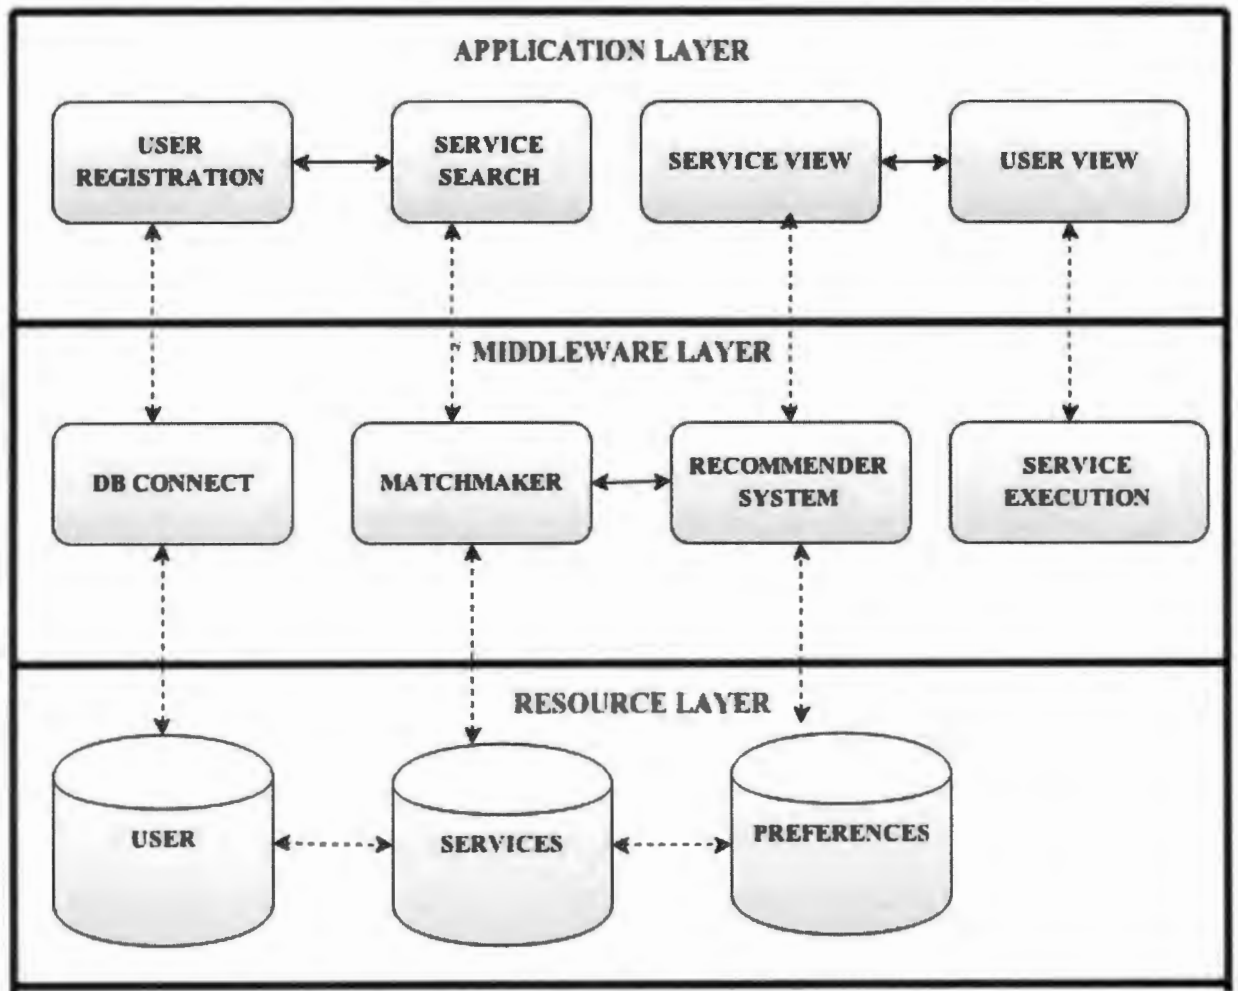 APPLICATION LAYER
USER
REGISTRATION
SERVICE
SEARCH
SERVICE VIEW
USER VIEW
MIDDLEWARE LAYER
DB CONNECT
MATCHMAKER
RECOMMENDER
SYSTEM
SERVICE
EXECUTION
RESOURCE LAYER
USER
SERVICES
PREFERENCES